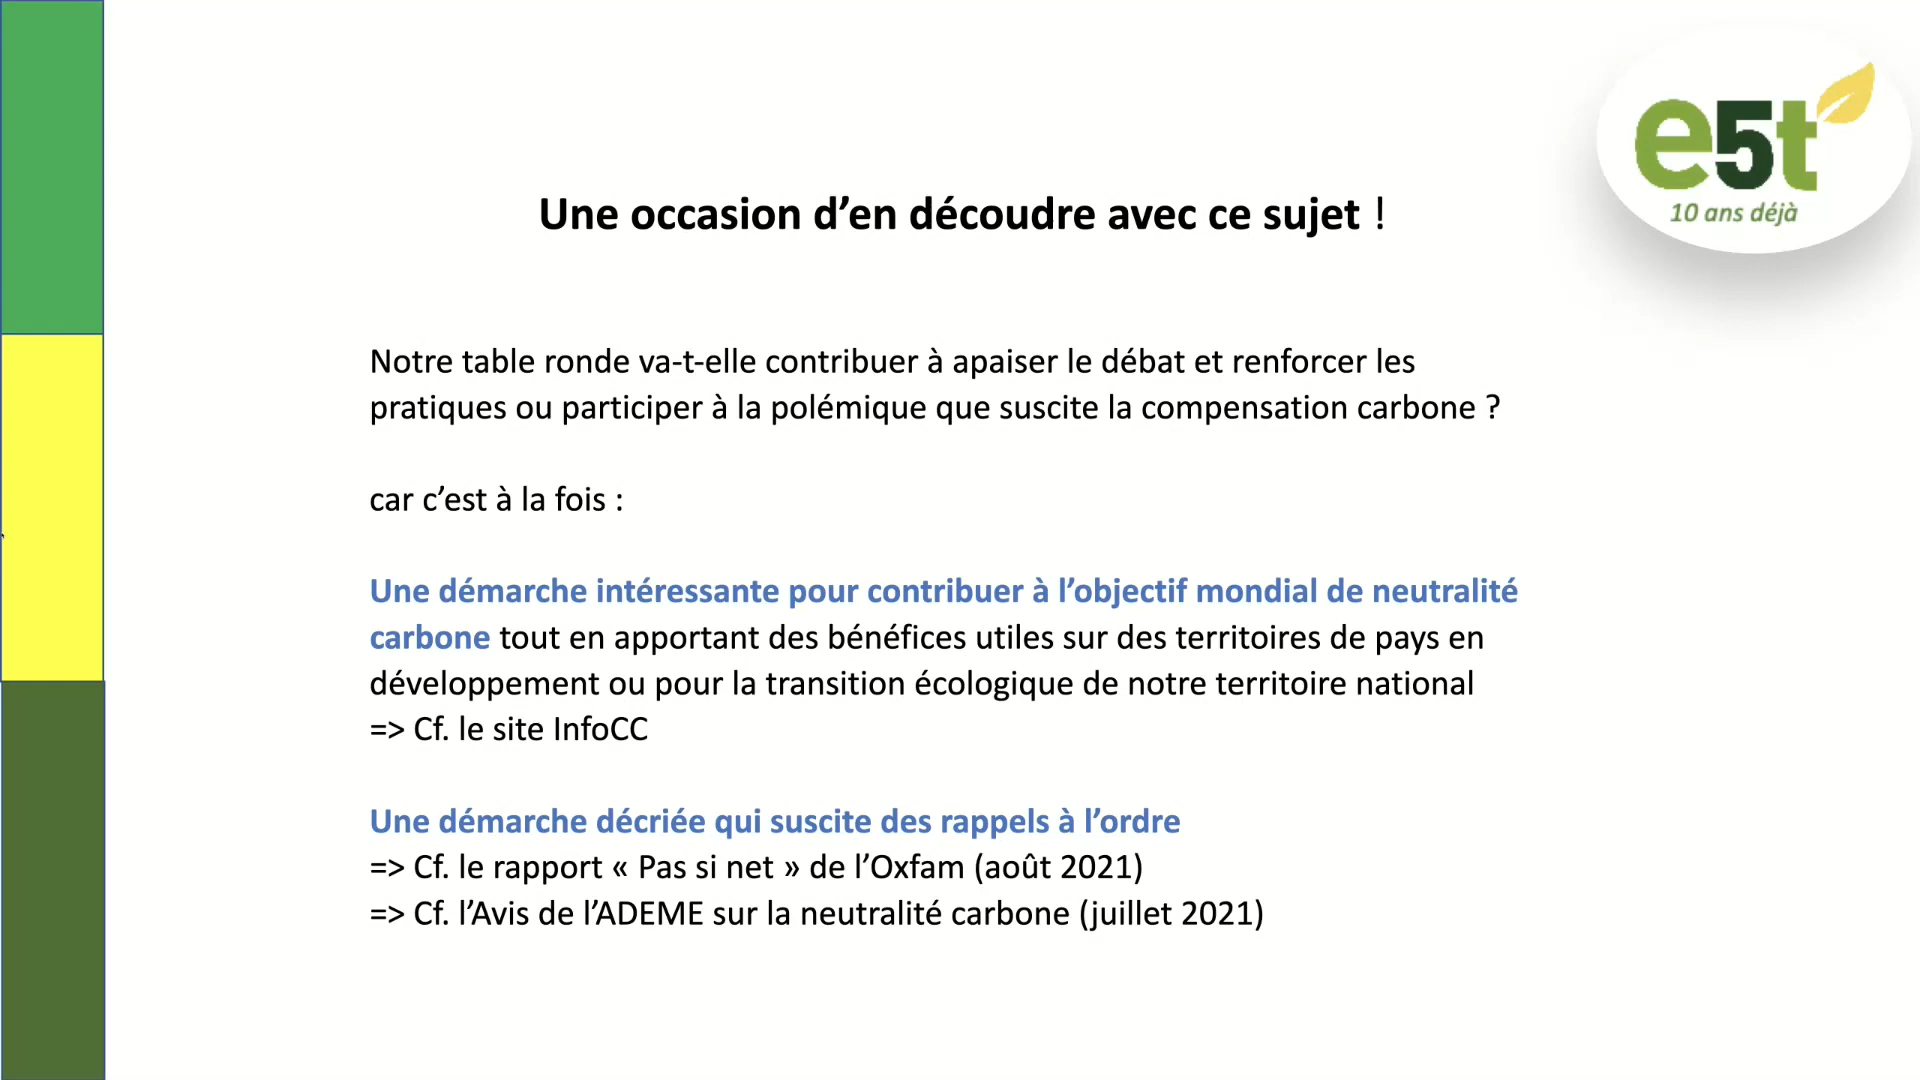 e5t
10 ans déjà
Une occasion d’en découdre avec ce sujet !
Notre table ronde va-t-elle contribuer à apaiser le débat et renforcer les
pratiques ou participer à la polémique que suscite la compensation carbone ?
car c’est à la fois :
Une démarche intéressante pour contribuer à l’objectif mondial de neutralité
carbone tout en apportant des bénéfices utiles sur des territoires de pays en
développement ou pour la transition écologique de notre territoire national
=> Cf. le site InfoCC
Une démarche décriée qui suscite des rappels à l’ordre
=> Cf. le rapport « Pas si net » de l’Oxfam (août 2021)
=> Cf. l’Avis de l’ADEME sur la neutralité carbone (juillet 2021)